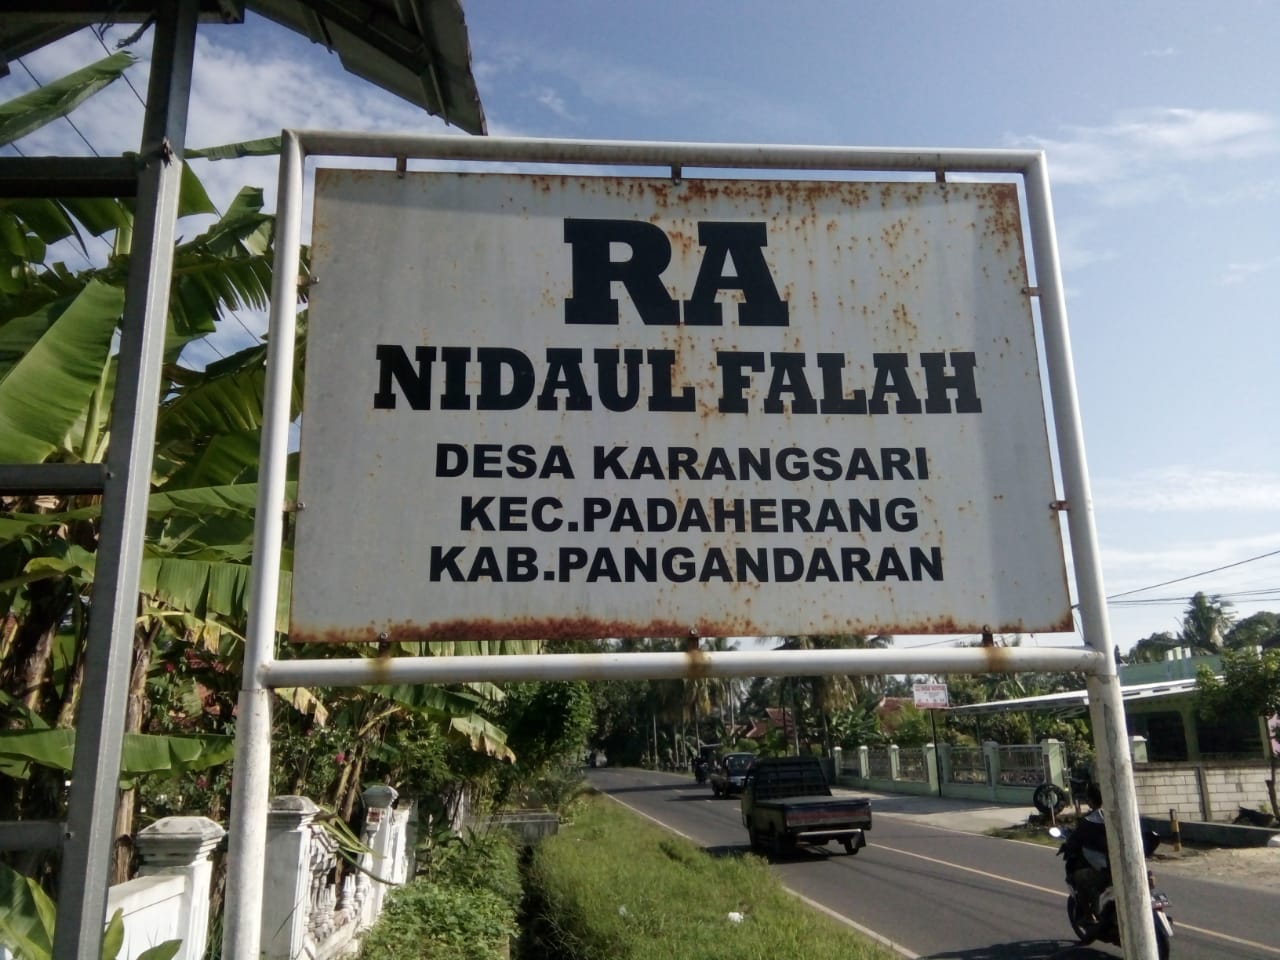 RA
NIDAUL FALAH
DESA KARANGSARI
KEC.PADAHERANG
KAB.PANGANDARAN